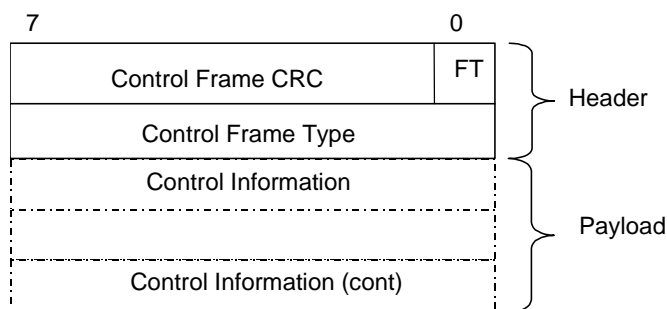 7 0
Control Frame CRC FT
Header
Control Frame Type
Control Information
Payload
Control Information (cont)